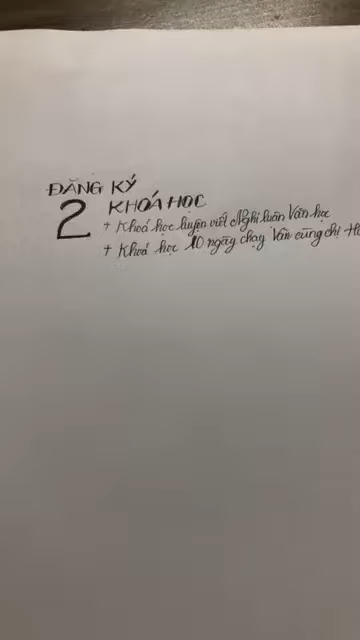 ĐĂNG KÝ
2 KHOÁ HỌC
+ Khoá học luyện viết Nghị luận Văn học
+ Khoá học 10 ngày chạy Văn cùng chị